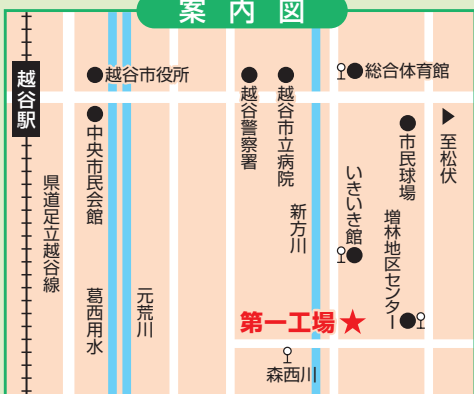 案内図
越谷駅
越谷市役所
中央市民会館
県道足立越谷線
葛西用水
元荒川
越谷警察署
越谷市立病院
新方川
総合体育館
市民球場
至松伏
いきいき館
増林地区センター
第一工場
森西川